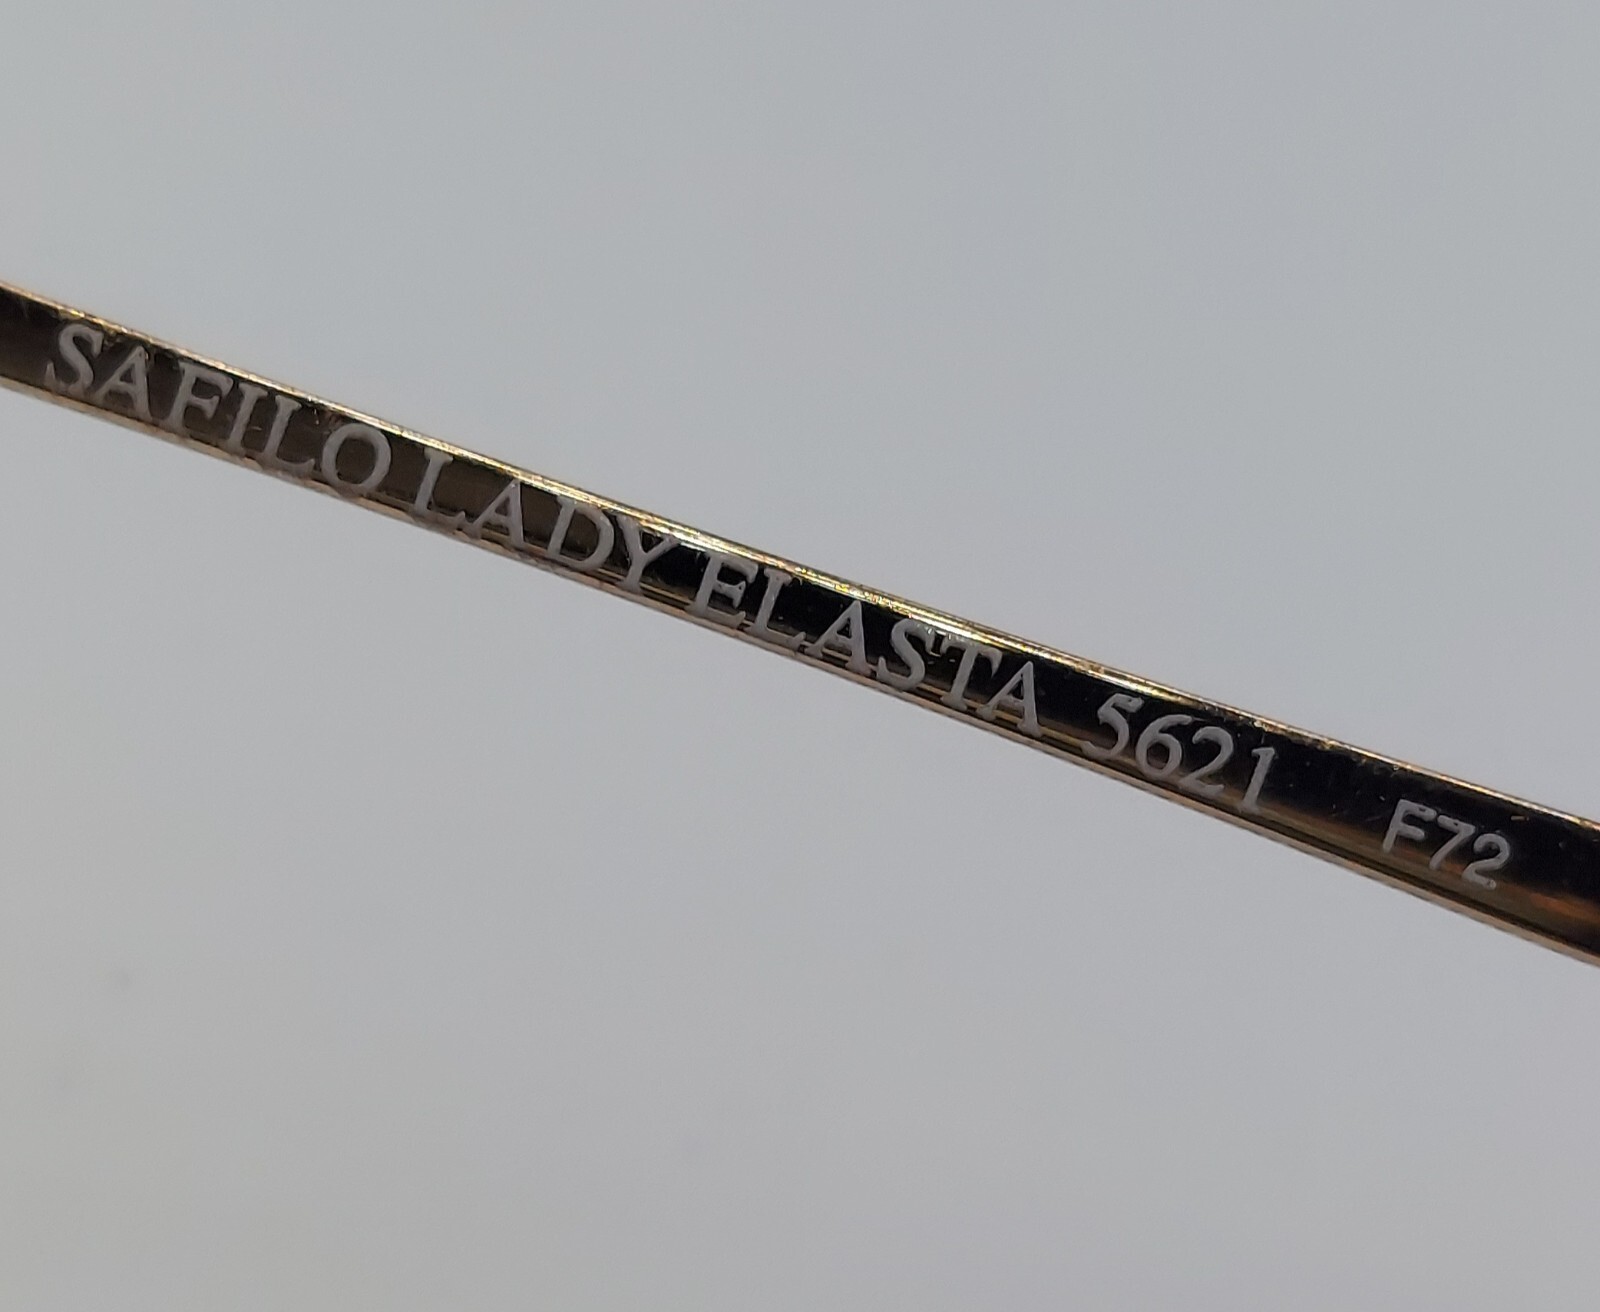 SAFILO LADY ELASTA 5621 F72